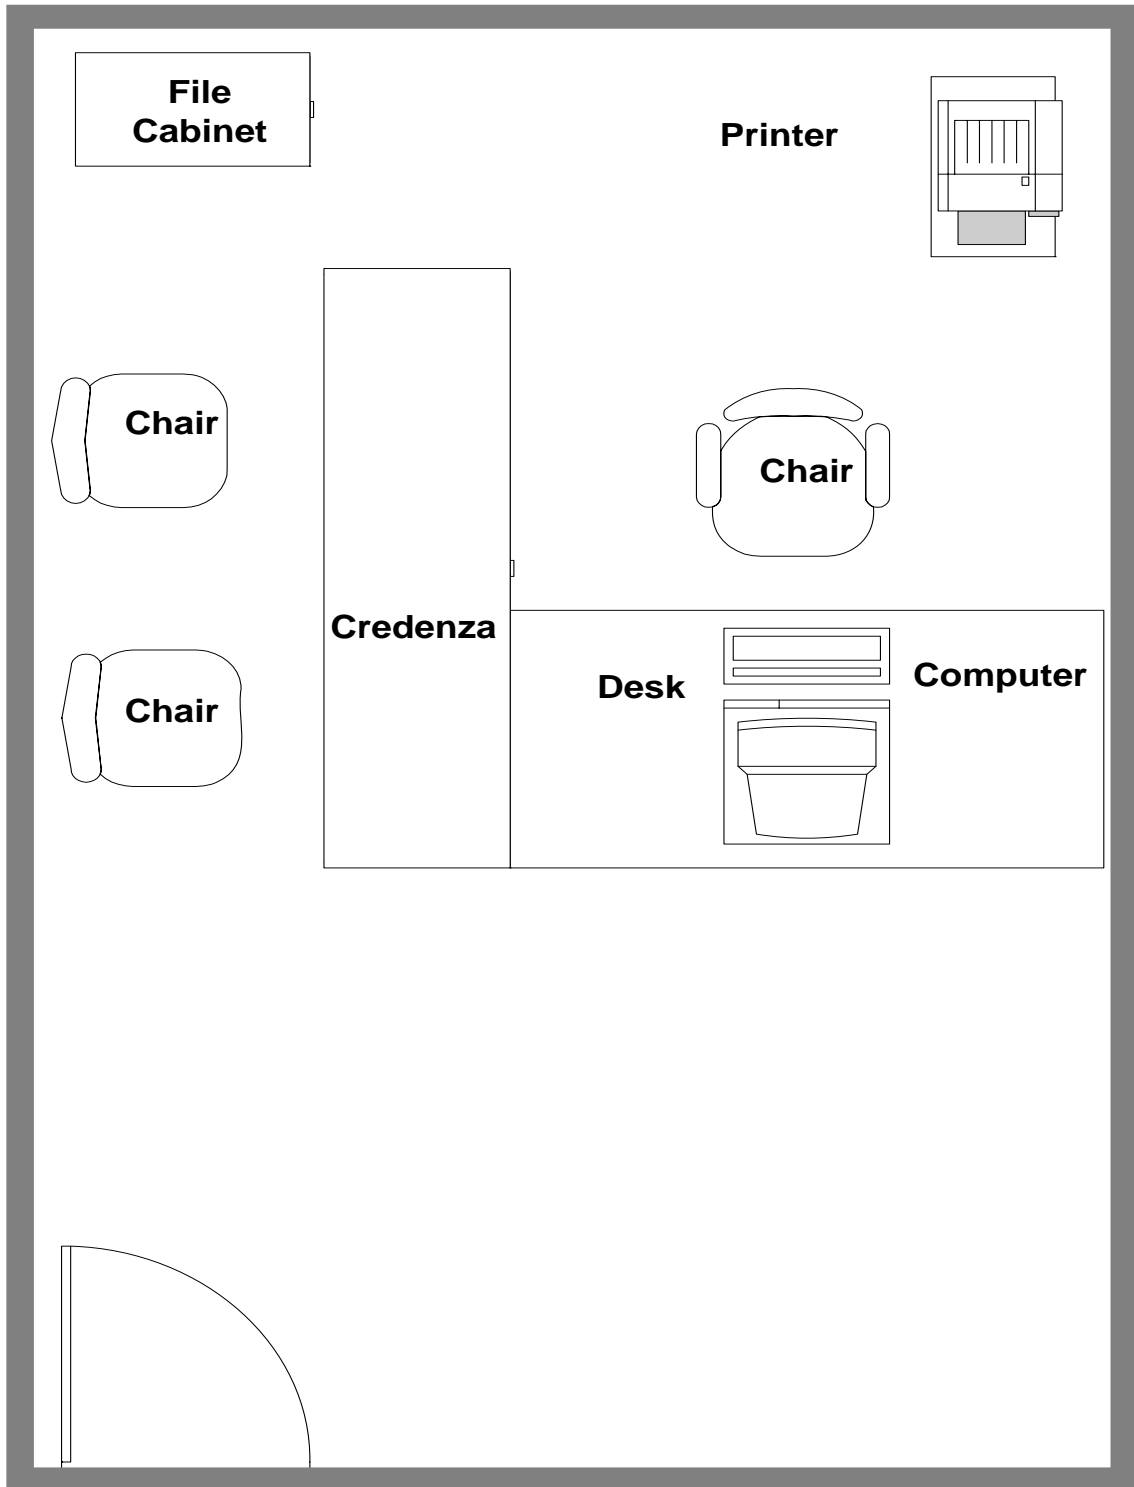 File
Cabinet
Printer
Chair
Chair
Credenza
Desk
Computer
Chair